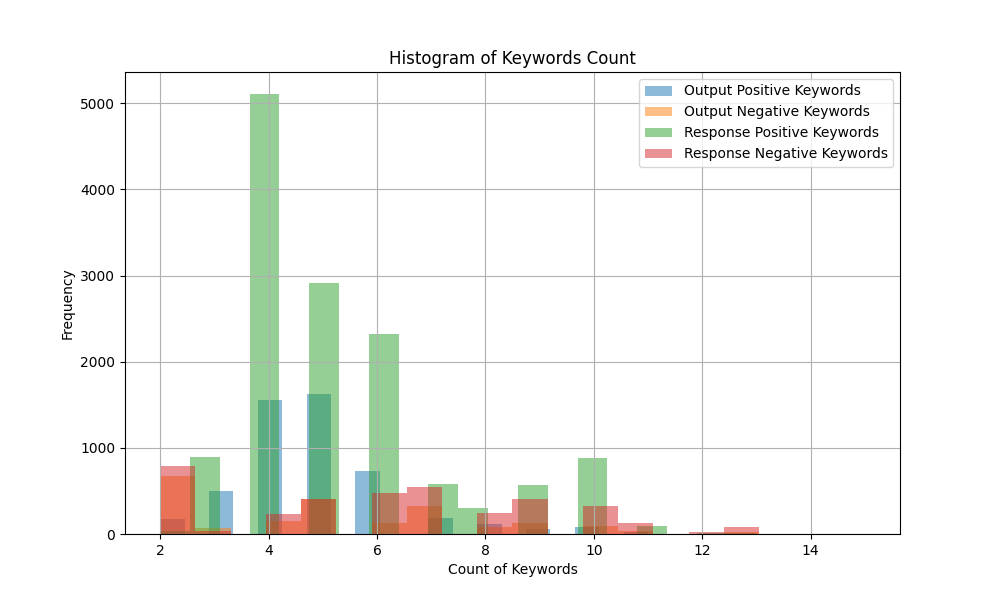 Histogram of Keywords Count
Output Positive Keywords
Output Negative Keywords
Response Positive Keywords
Response Negative Keywords
Frequency
5000
4000
3000
2000
1000
0
2 4 6 8 10 12 14
Count of Keywords